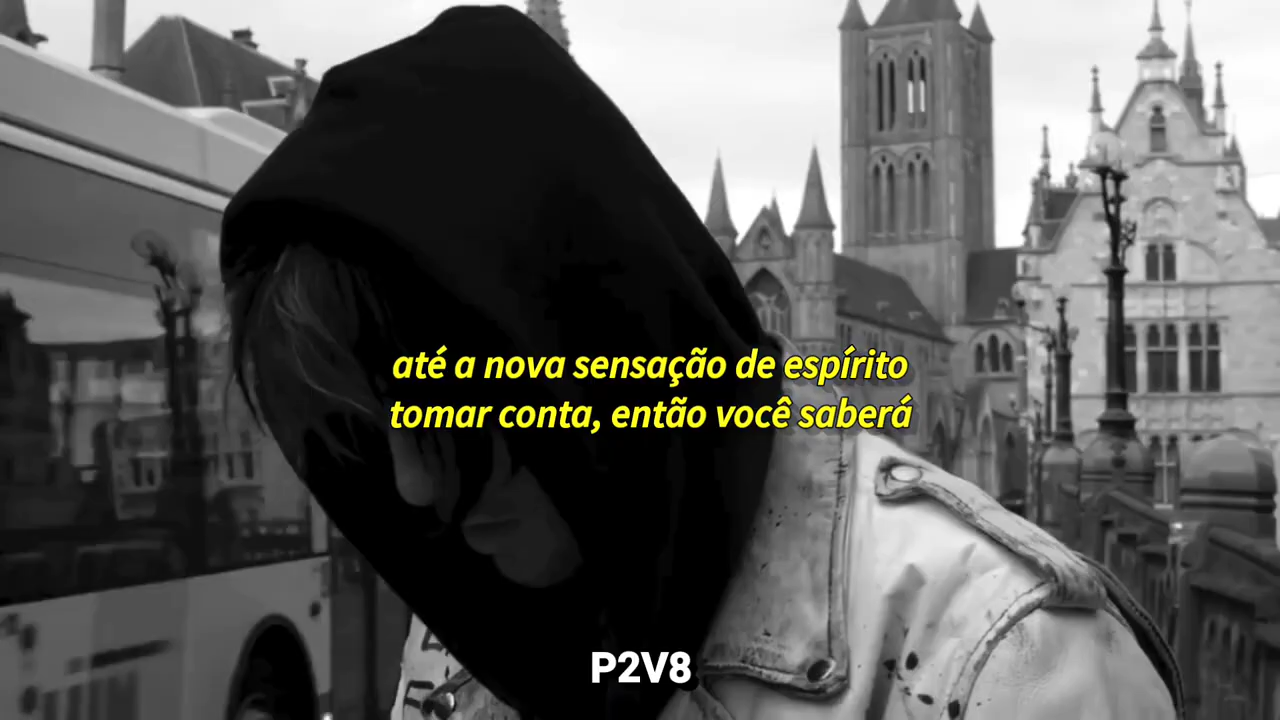 até a nova sensação de espírito
tomar conta, então você saberá
P2V8